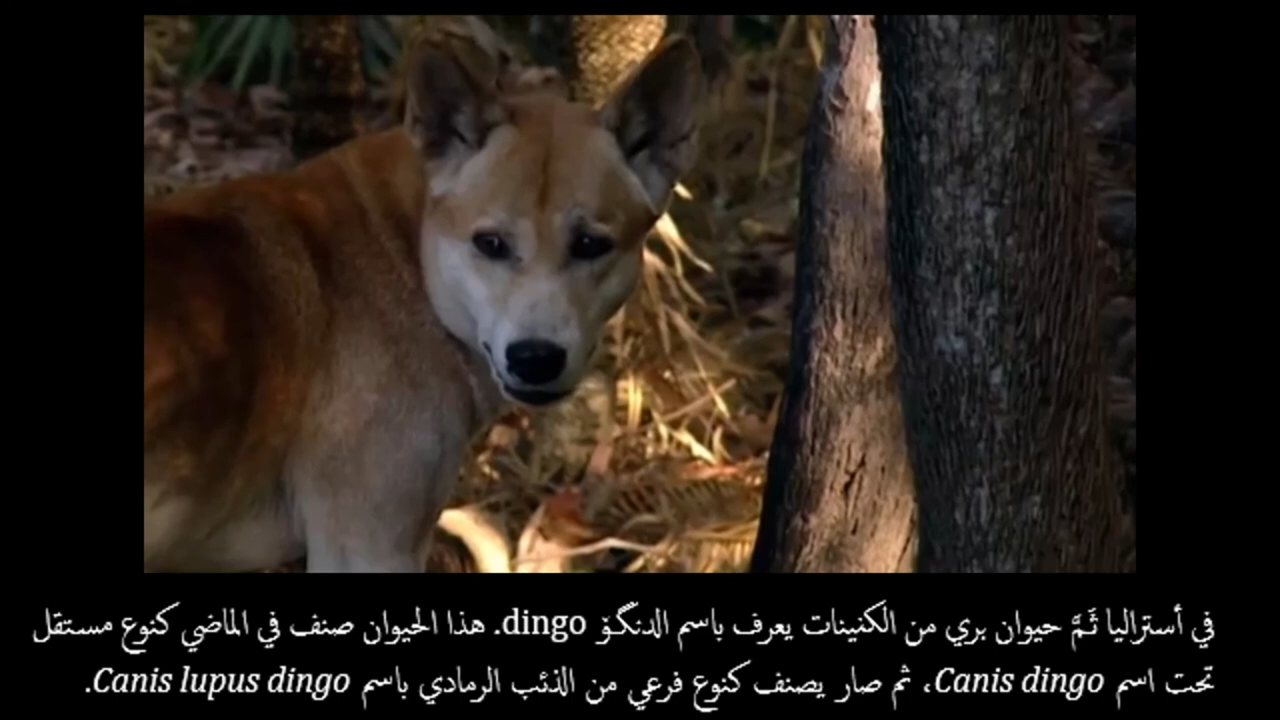 في أستراليا ثَمَّ حيوان بري من الكنينات يعرف باسم الدنگۆ dingo. هذا الحيوان صنف في الماضي كنوع مستقل
تحت اسم Canis dingo، ثم صار يصنف كنوع فرعي من الذئب الرمادي باسم Canis lupus dingo.